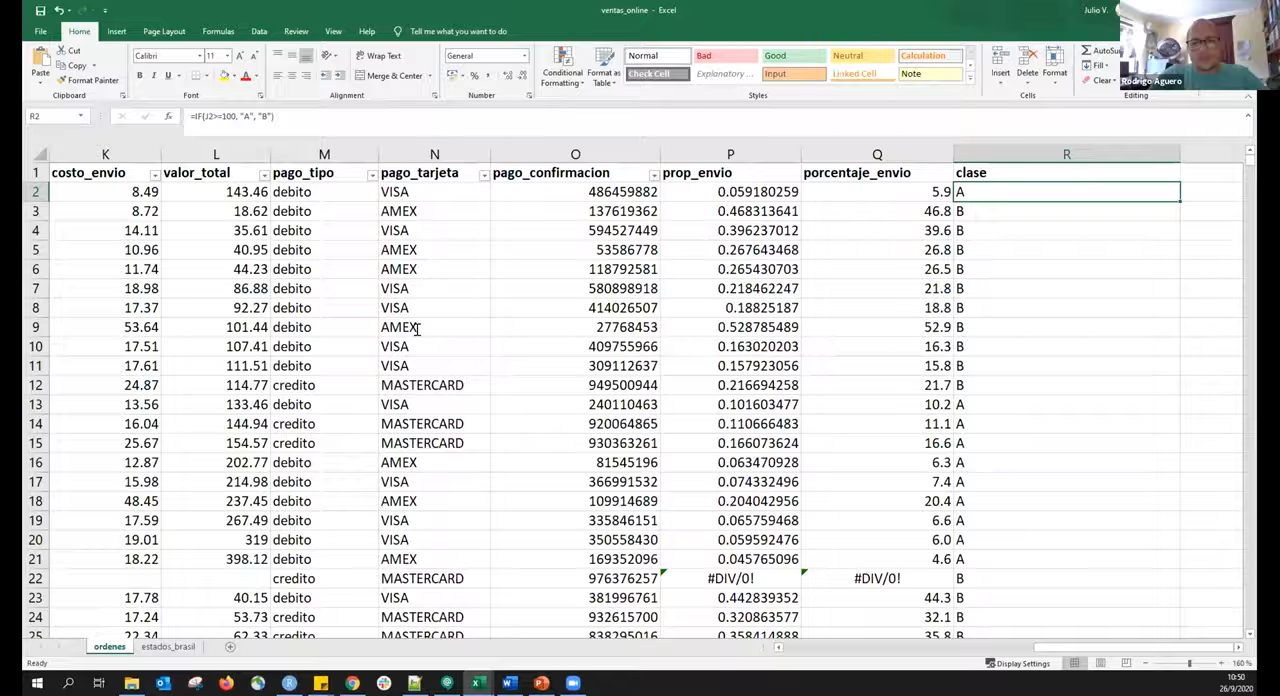 ventas_online - Excel
Julio V.
File Home Insert Page Layout Formulas Data Review View Help Tell me what you want to do
Paste
Cut
Copy
Format Painter
Calibri 11
B I U
Wrap Text
Merge & Center
General
Conditional Formatting
Format as Table
Normal Bad Good Neutral Calculation
Check Cell Explanatory ... Input Linked Cell Note
Insert Delete Format
AutoSu
Fill
Clear
Rodrigo Aguero
Clipboard Font Alignment Number Styles Cells Editing
R2 =IF(J2>=100, "A", "B")
K L M N O P Q R
1 costo_envio valor_total pago_tipo pago_tarjeta pago_confirmacion prop_envio porcentaje_envio clase
2 8.49 143.46 debito VISA 486459882 0.059180259 5.9 A
3 8.72 18.62 debito AMEX 137619362 0.468313641 46.8 B
4 14.11 35.61 debito VISA 594527449 0.396237012 39.6 B
5 10.96 40.95 debito AMEX 53586778 0.267643468 26.8 B
6 11.74 44.23 debito AMEX 118792581 0.265430703 26.5 B
7 18.98 86.88 debito VISA 580898918 0.218462247 21.8 B
8 17.37 92.27 debito VISA 414026507 0.18825187 18.8 B
9 53.64 101.44 debito AMEX 27768453 0.528785489 52.9 B
10 17.51 107.41 debito VISA 409755966 0.163020203 16.3 B
11 17.61 111.51 debito VISA 309112637 0.157923056 15.8 B
12 24.87 114.77 credito MASTERCARD 949500944 0.216694258 21.7 B
13 13.56 133.46 debito VISA 240110463 0.101603477 10.2 A
14 16.04 144.94 credito MASTERCARD 920064865 0.110666483 11.1 A
15 25.67 154.57 credito MASTERCARD 930363261 0.166073624 16.6 A
16 12.87 202.77 debito AMEX 81545196 0.063470928 6.3 A
17 15.98 214.98 debito VISA 366991532 0.074332496 7.4 A
18 48.45 237.45 debito AMEX 109914689 0.204042956 20.4 A
19 17.59 267.49 debito VISA 335846151 0.065759468 6.6 A
20 19.01 319 debito VISA 350558430 0.059592476 6.0 A
21 18.22 398.12 debito AMEX 169352096 0.045765096 4.6 A
22 credito MASTERCARD 976376257 #DIV/0! #DIV/0! B
23 17.78 40.15 debito VISA 381996761 0.442839352 44.3 B
24 17.24 53.73 credito MASTERCARD 932615700 0.320863577 32.1 B
25 22.34 62.33 credito MASTERCARD 838295016 0.358414888 35.8 B
ordenes estados_brasil
Ready Display Settings 160 %
10:50
26/9/2020